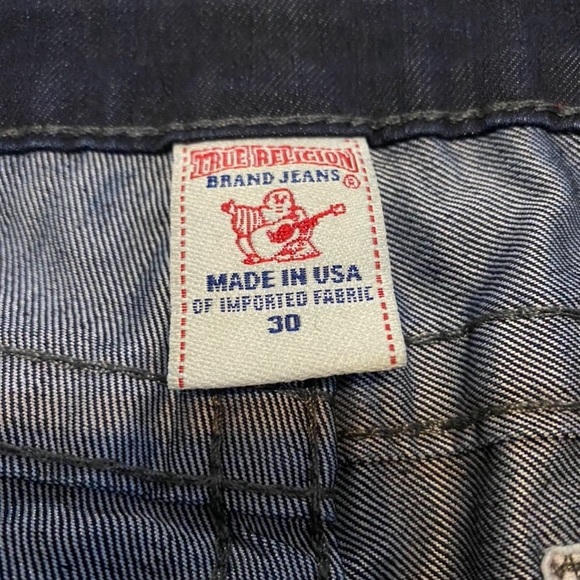 TRUE RELIGION
BRAND JEANS ®
MADE IN USA
OF IMPORTED FABRIC
30